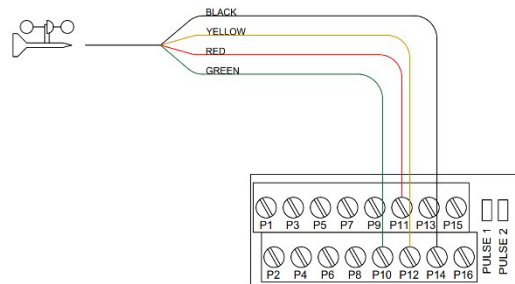 BLACK
YELLOW
RED
GREEN
P1 P3 P5 P7 P9 P11 P13 P15
P2 P4 P6 P8 P10 P12 P14 P16
PULSE 1
PULSE 2